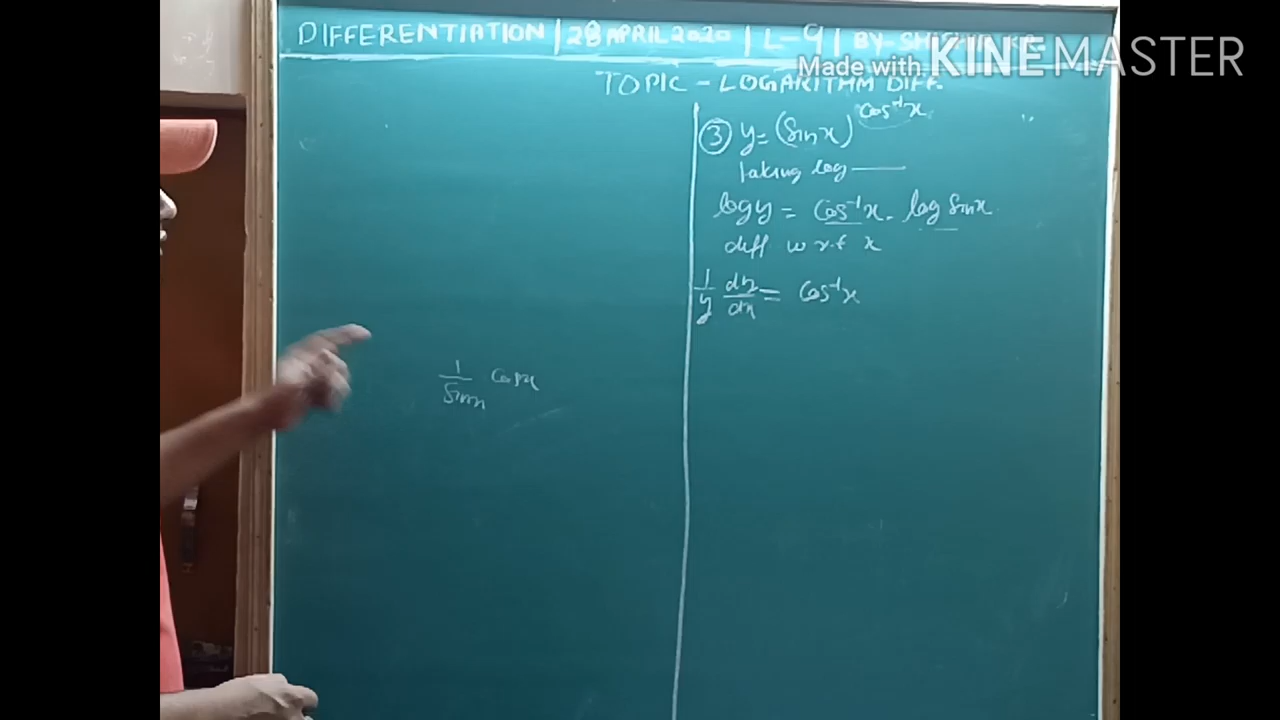 DIFFERENTIATION | 28 APRIL 2020 | L-9 | BY-
Made with KINEMASTER
TOPIC - LOGARITHM DIFF.
③ y = (sin x)^cos⁻¹x
taking log
log y = cos⁻¹x . log sin x
diff w.r.t x
1/y dy/dx = cos⁻¹x
1/sin x cos x